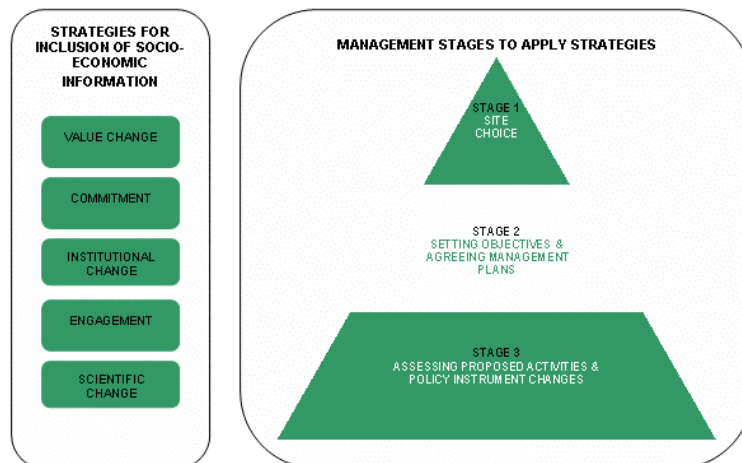 STRATEGIES FOR
INCLUSION OF SOCIO-
ECONOMIC
INFORMATION
VALUE CHANGE
COMMITMENT
INSTITUTIONAL
CHANGE
ENGAGEMENT
SCIENTIFIC
CHANGE
MANAGEMENT STAGES TO APPLY STRATEGIES
STAGE 1
SITE
CHOICE
STAGE 2
SETTING OBJECTIVES &
AGREEING MANAGEMENT
PLANS
STAGE 3
ASSESSING PROPOSED ACTIVITIES &
POLICY INSTRUMENT CHANGES